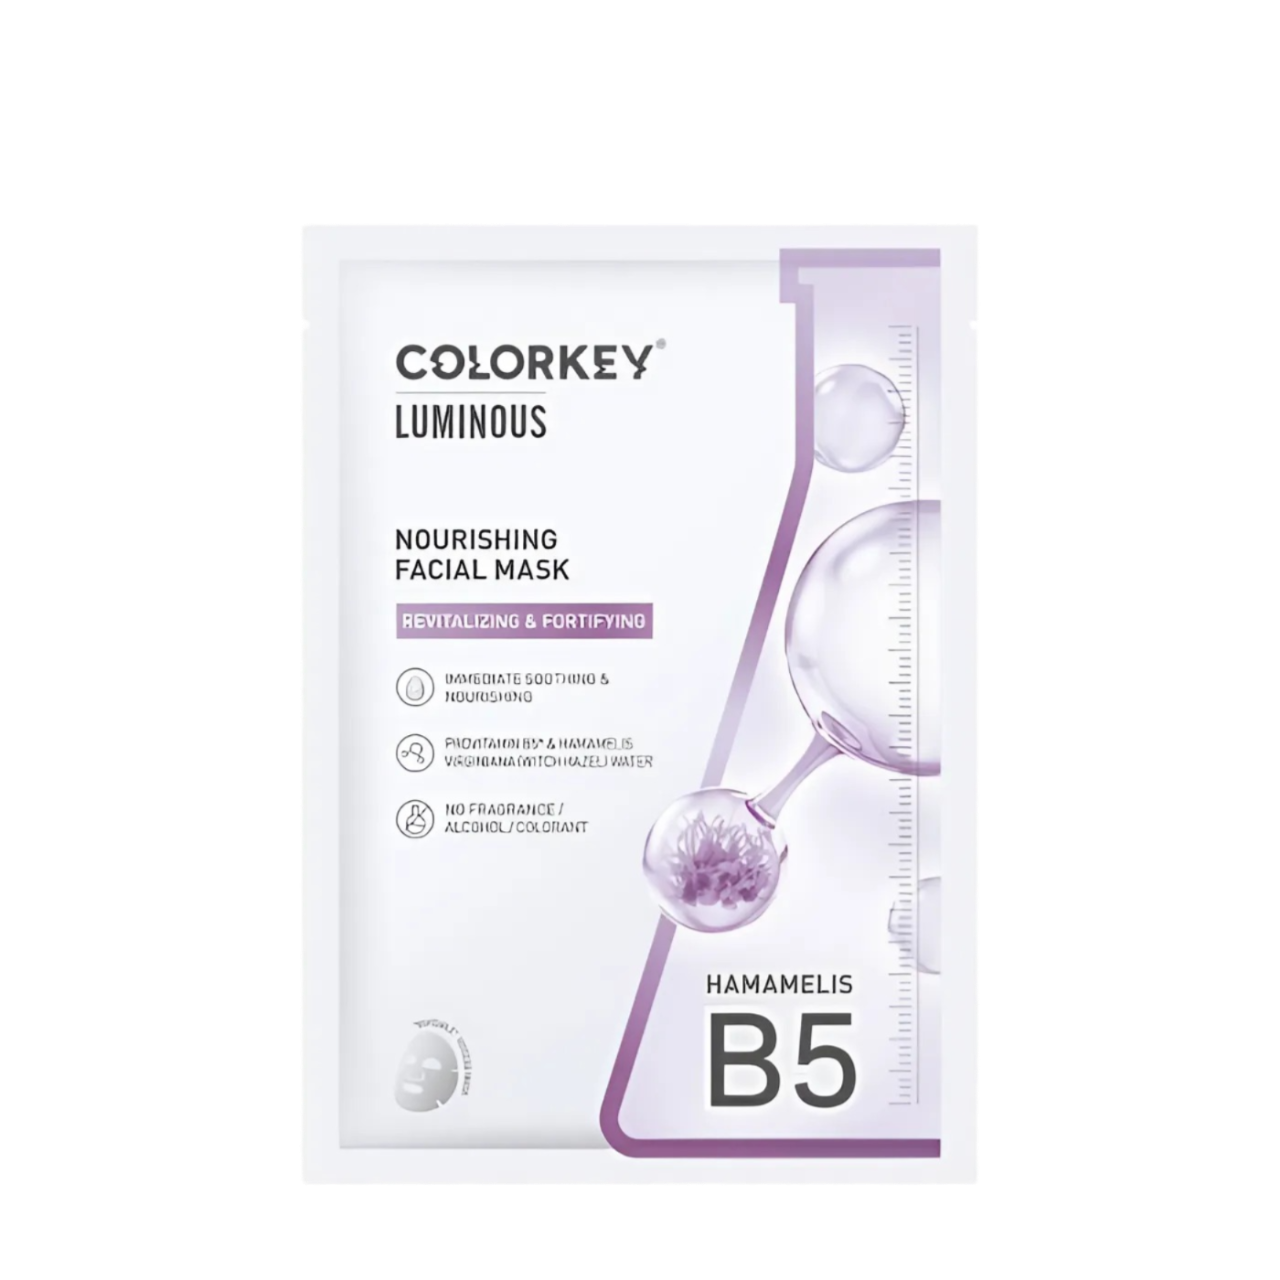 COLORKEY®
LUMINOUS
NOURISHING
FACIAL MASK
REVITALIZING & FORTIFYING
IMMEDIATE SOOTHING &
NOURISHING
PROVITAMIN B5* & HAMAMELIS
VIRGINIANA (WITCH HAZEL) WATER
NO FRAGRANCE /
ALCOHOL / COLORANT
HAMAMELIS
B5